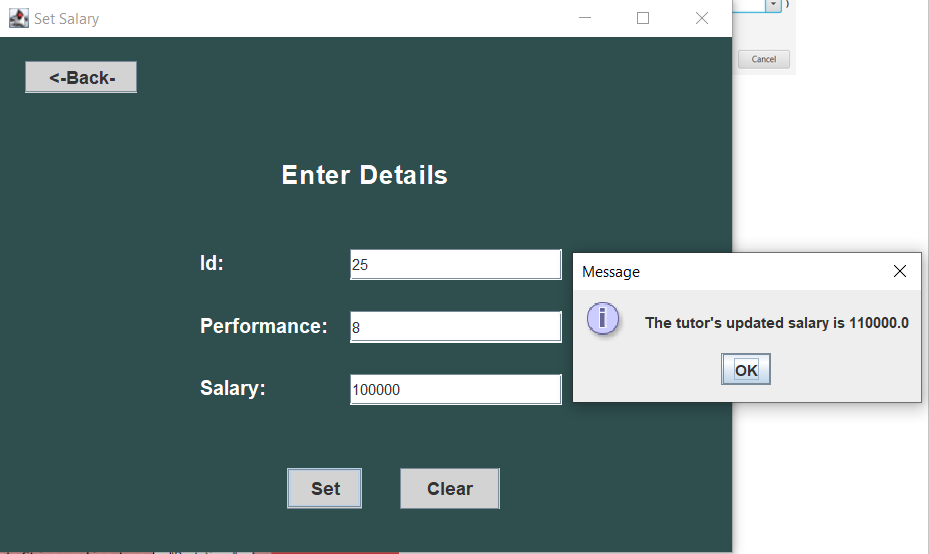 Set Salary
)
Cancel
<-Back-
Enter Details
Id:
25
Performance:
8
Salary:
100000
Set
Clear
Message
The tutor's updated salary is 110000.0
OK